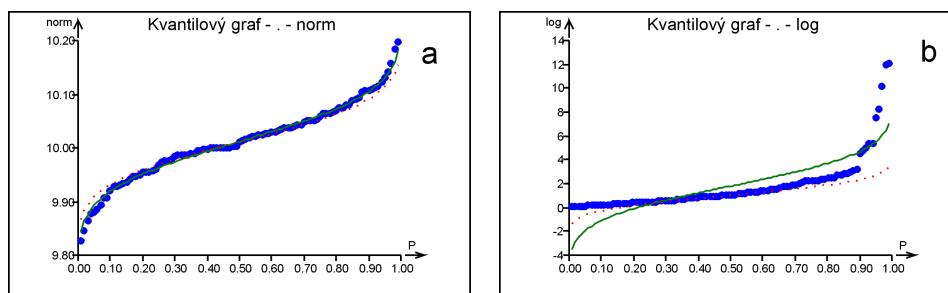 Kvantilový graf - . - norm
norm
a
10.20
10.10
10.00
9.90
9.80
P
0.00 0.10 0.20 0.30 0.40 0.50 0.60 0.70 0.80 0.90 1.00
Kvantilový graf - . - log
log
b
14
12
10
8
6
4
2
0
-2
-4
P
0.00 0.10 0.20 0.30 0.40 0.50 0.60 0.70 0.80 0.90 1.00